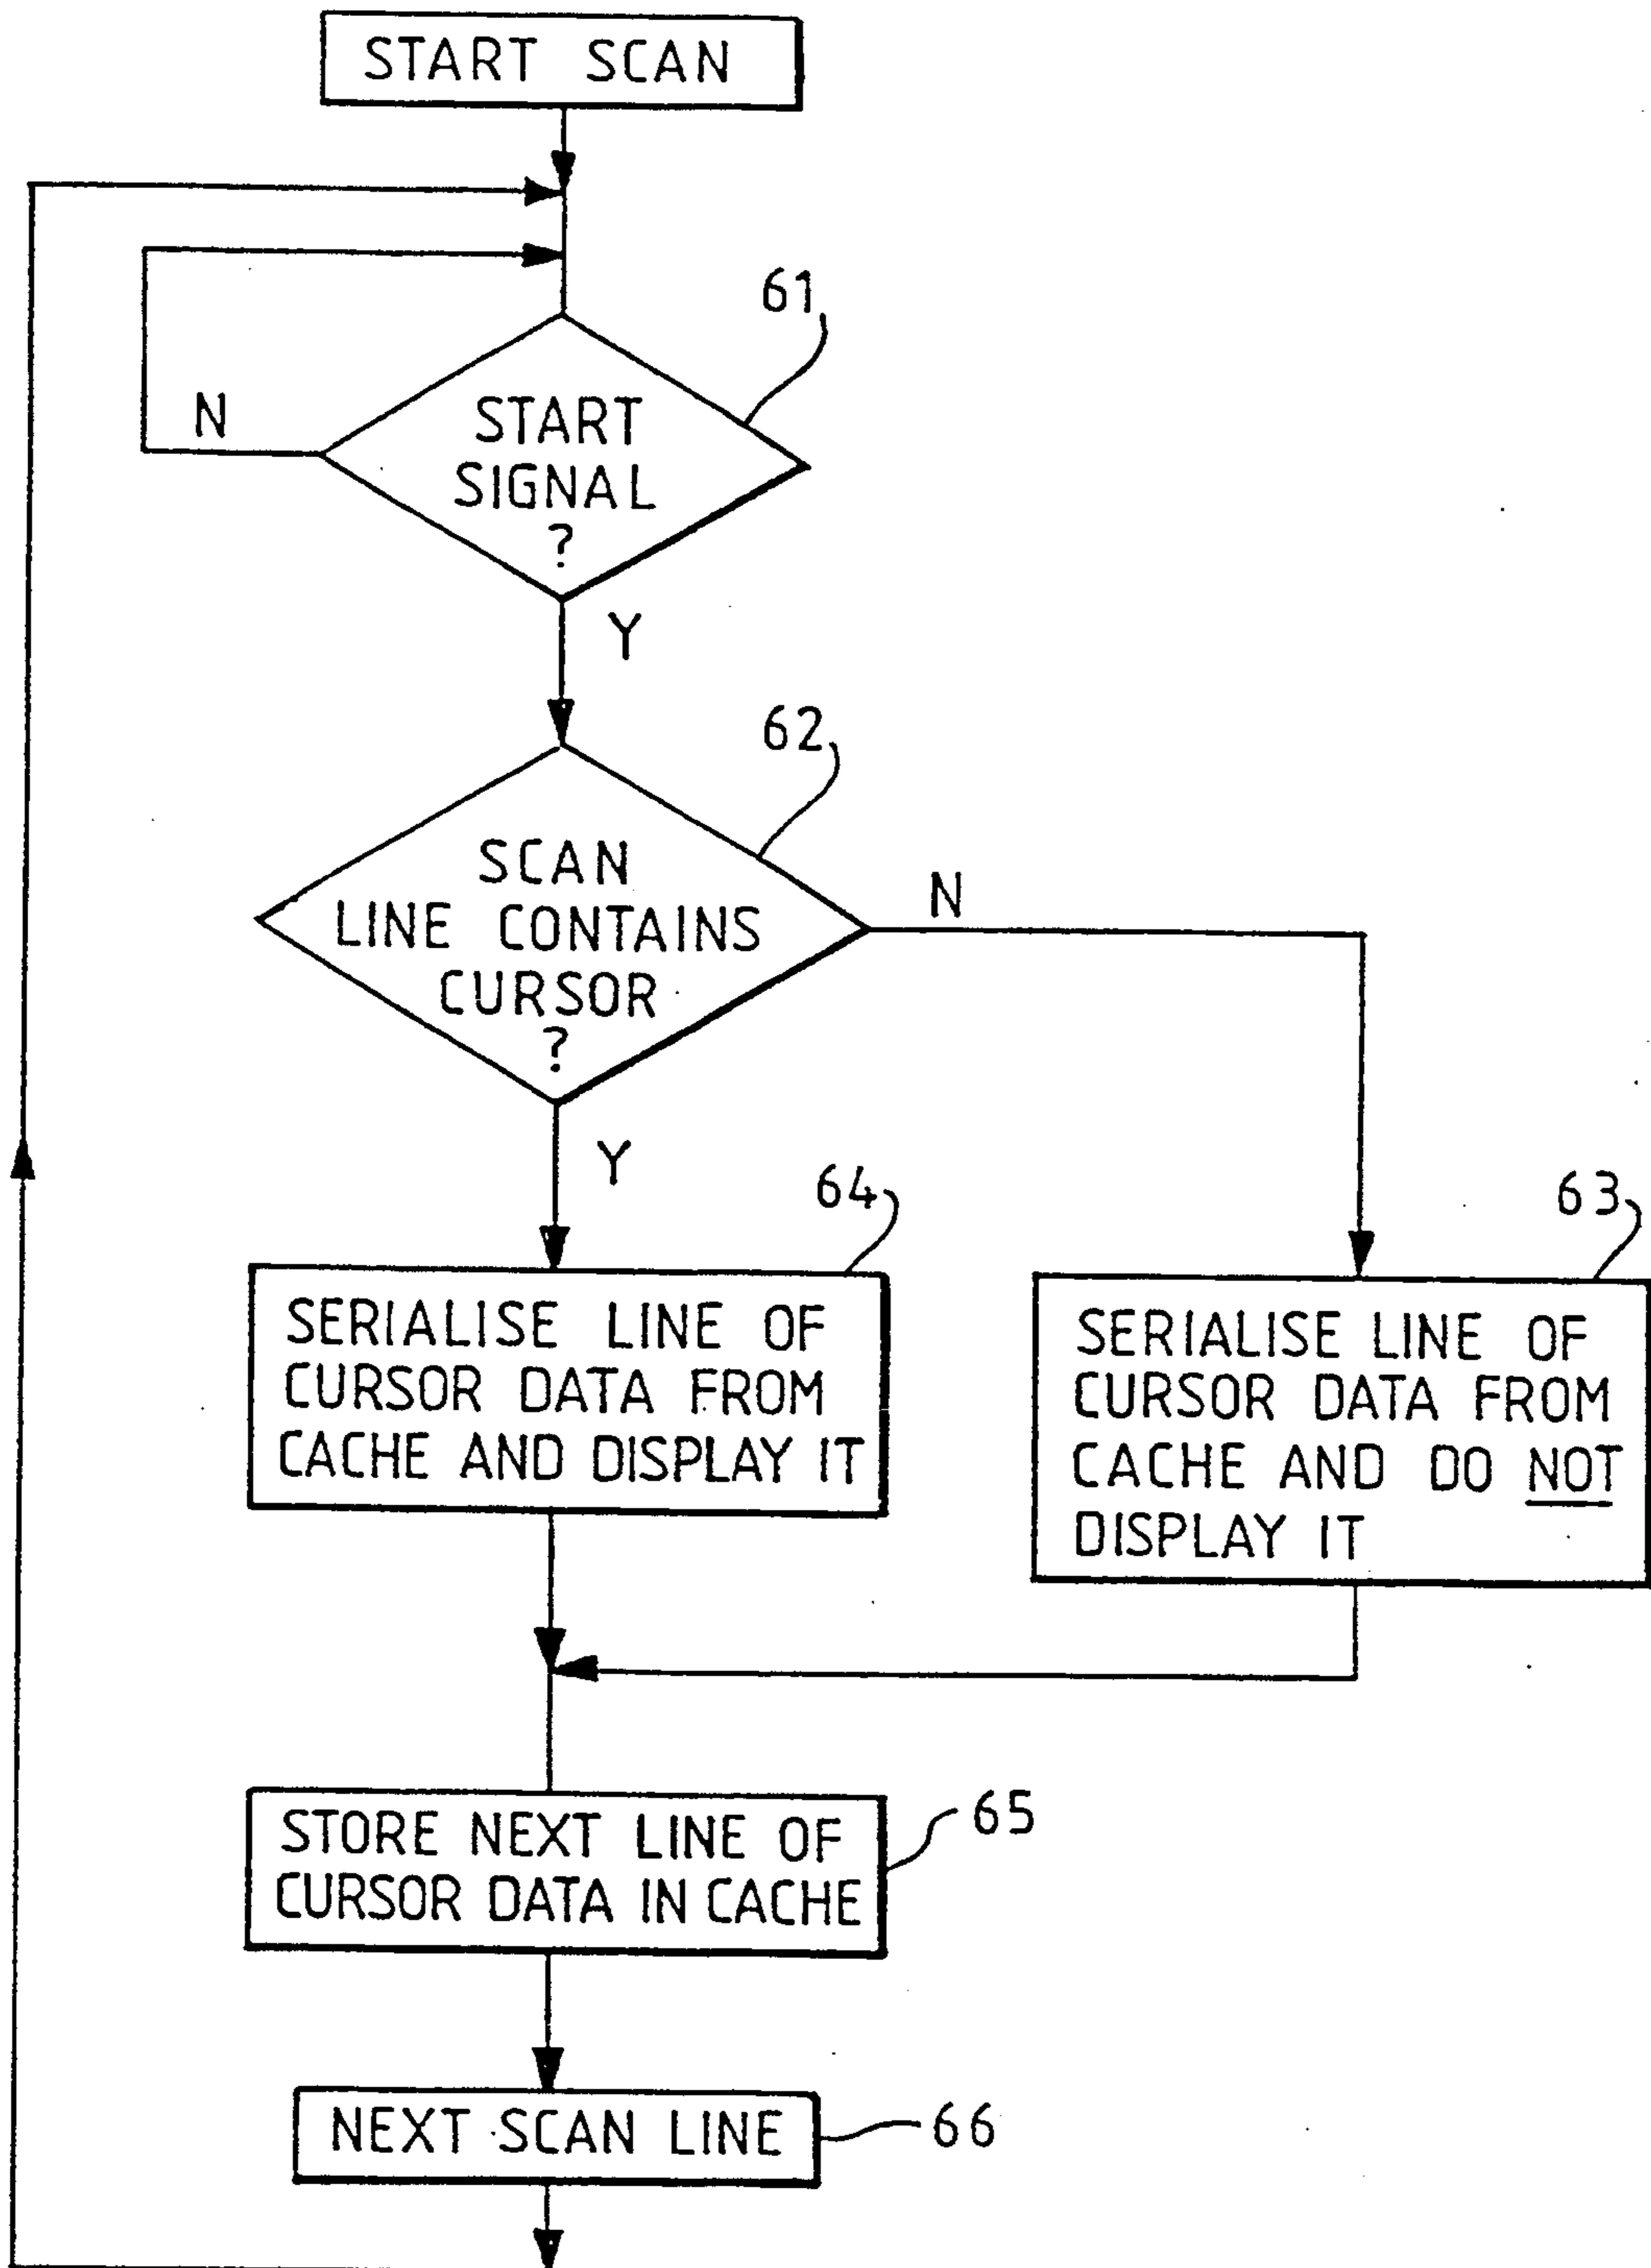 START SCAN
61
START
SIGNAL
?
N
Y
62
SCAN
LINE CONTAINS
CURSOR
?
N
Y
64
SERIALISE LINE OF
CURSOR DATA FROM
CACHE AND DISPLAY IT
63
SERIALISE LINE OF
CURSOR DATA FROM
CACHE AND DO NOT
DISPLAY IT
STORE NEXT LINE OF
CURSOR DATA IN CACHE
65
NEXT SCAN LINE
66